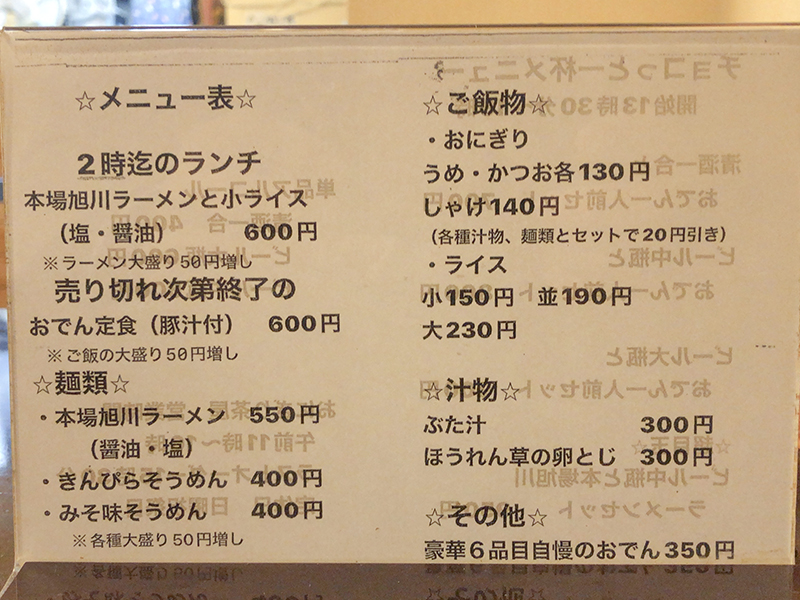 ☆メニュー表☆
2時迄のランチ
本場旭川ラーメンと小ライス
（塩・醤油） 600円
※ラーメン大盛り50円増し
売り切れ次第終了の
おでん定食（豚汁付） 600円
※ご飯の大盛り50円増し
☆麺類☆
・本場旭川ラーメン 550円
（醤油・塩）
・きんぴらそうめん 400円
・みそ味そうめん 400円
※各種大盛り50円増し
☆ご飯物☆
・おにぎり
うめ・かつお各130円
しゃけ140円
（各種汁物、麺類とセットで20円引き）
・ライス
小150円 並190円
大230円
☆汁物☆
ぶた汁 300円
ほうれん草の卵とじ 300円
☆その他☆
豪華6品目自慢のおでん350円